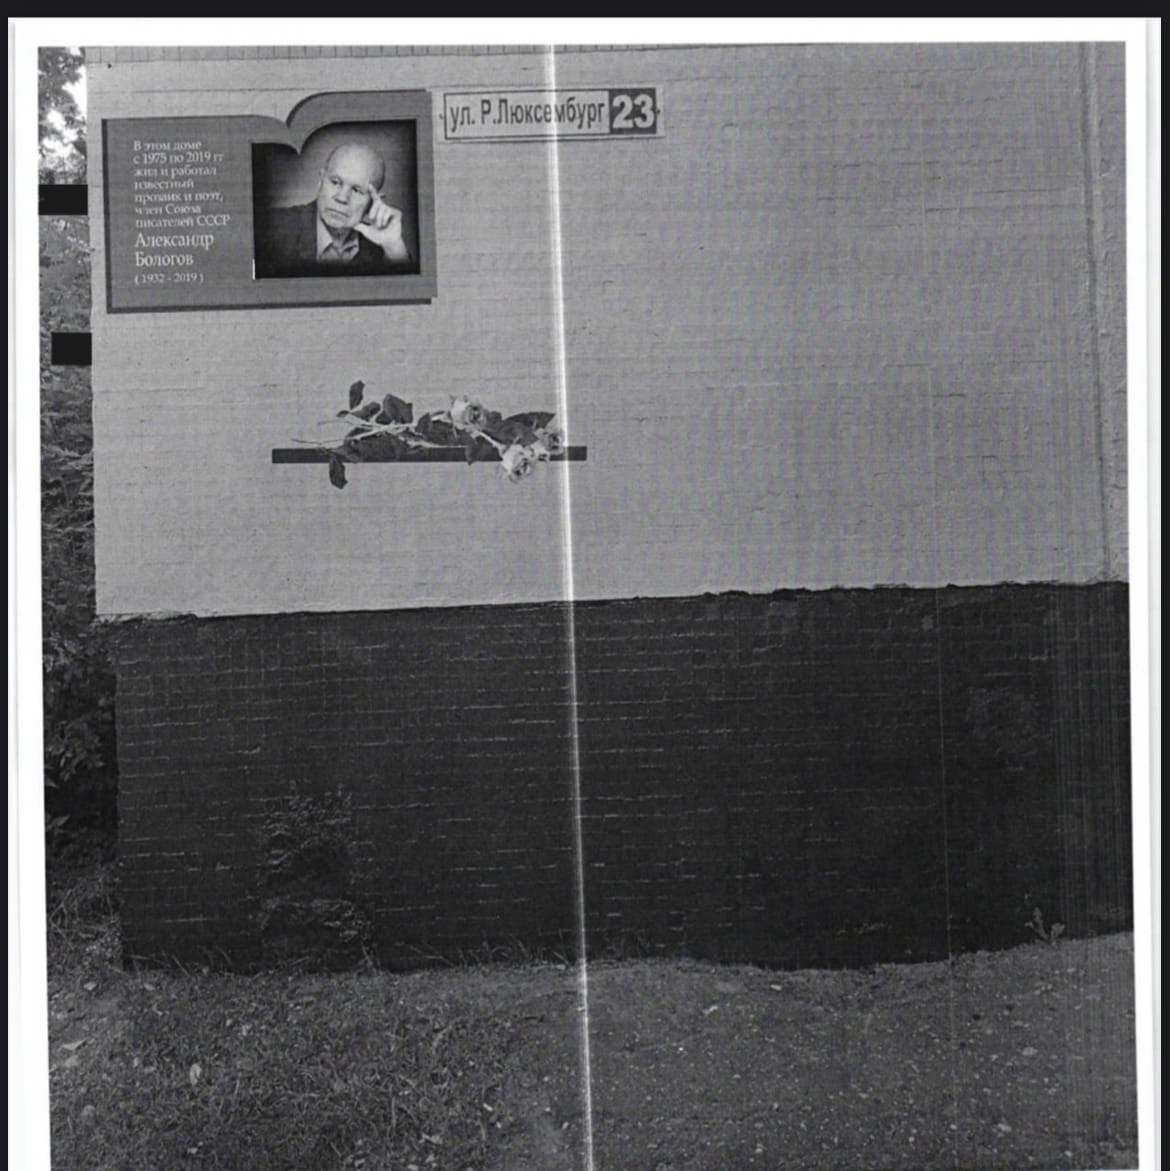 В этом доме
с 1975 по 2019 гг
жил и работал
известный
прозаик и поэт,
член Союза
писателей СССР
Александр
Бологов
( 1932 - 2019 )
ул. Р.Люксембург 23